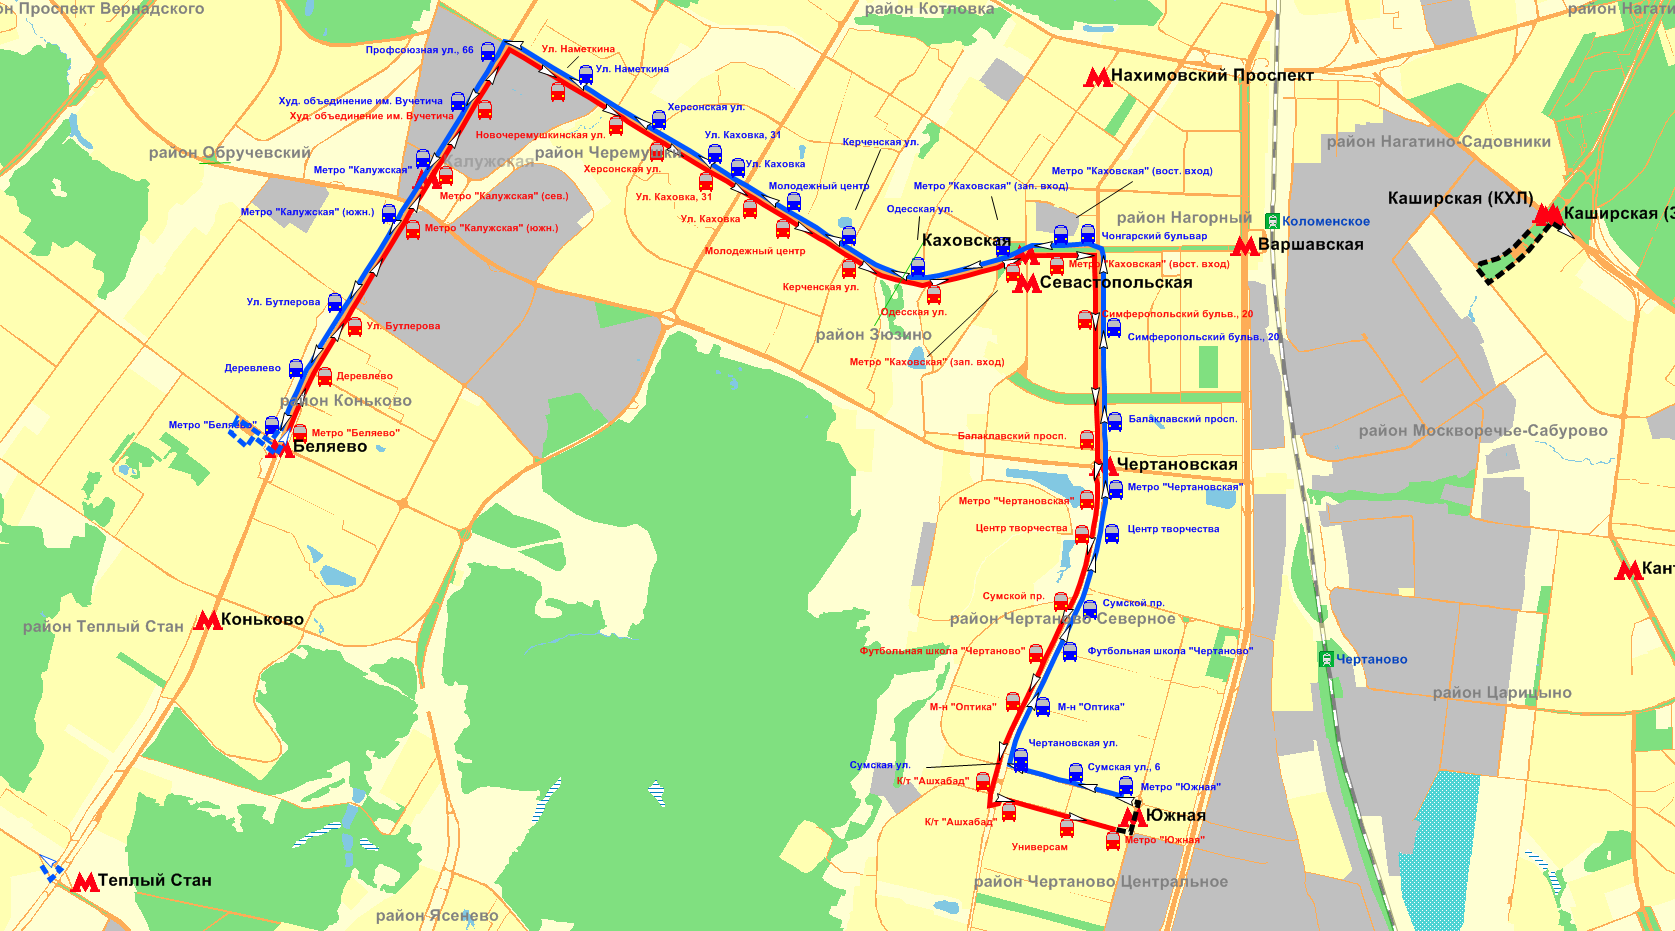 он Проспект Вернадского
район Котловка
район Нагати
Профсоюзная ул., 66
Ул. Наметкина
Ул. Наметкина
Нахимовский Проспект
Худ. объединение им. Вучетича
Худ. объединение им. Вучетича
Херсонская ул.
Новочеремушкинская ул.
Ул. Каховка, 31
Керченская ул.
район Нагатино-Садовники
район Обручевский
Калужская
район Черемушки
Ул. Каховка
Метро "Калужская"
Херсонская ул.
Метро "Каховская" (вост. вход)
Молодежный центр
Метро "Каховская" (зап. вход)
Метро "Калужская" (сев.)
Ул. Каховка, 31
Каширская (КХЛ)
Каширская (З
Метро "Калужская" (южн.)
Ул. Каховка
Одесская ул.
район Нагорный
Коломенское
Метро "Калужская" (южн.)
Молодежный центр
Каховская
Чонгарский бульвар
Варшавская
Метро "Каховская" (вост. вход)
Керченская ул.
Севастопольская
Ул. Бутлерова
Одесская ул.
Симферопольский бульв., 20
Ул. Бутлерова
район Зюзино
Симферопольский бульв., 20
Метро "Каховская" (зап. вход)
Деревлево
Деревлево
район Коньково
Балаклавский просп.
Метро "Беляево"
Метро "Беляево"
Балаклавский просп.
район Москворечье-Сабурово
Беляево
Чертановская
Метро "Чертановская"
Метро "Чертановская"
Центр творчества
Центр творчества
Кант
Сумской пр.
Сумской пр.
Коньково
район Теплый Стан
район Чертаново Северное
Футбольная школа "Чертаново"
Футбольная школа "Чертаново"
Чертаново
район Царицыно
М-н "Оптика"
М-н "Оптика"
Чертановская ул.
Сумская ул.
Сумская ул., 6
К/т "Ашхабад"
Метро "Южная"
К/т "Ашхабад"
Южная
Метро "Южная"
Универсам
Теплый Стан
район Чертаново Центральное
район Ясенево